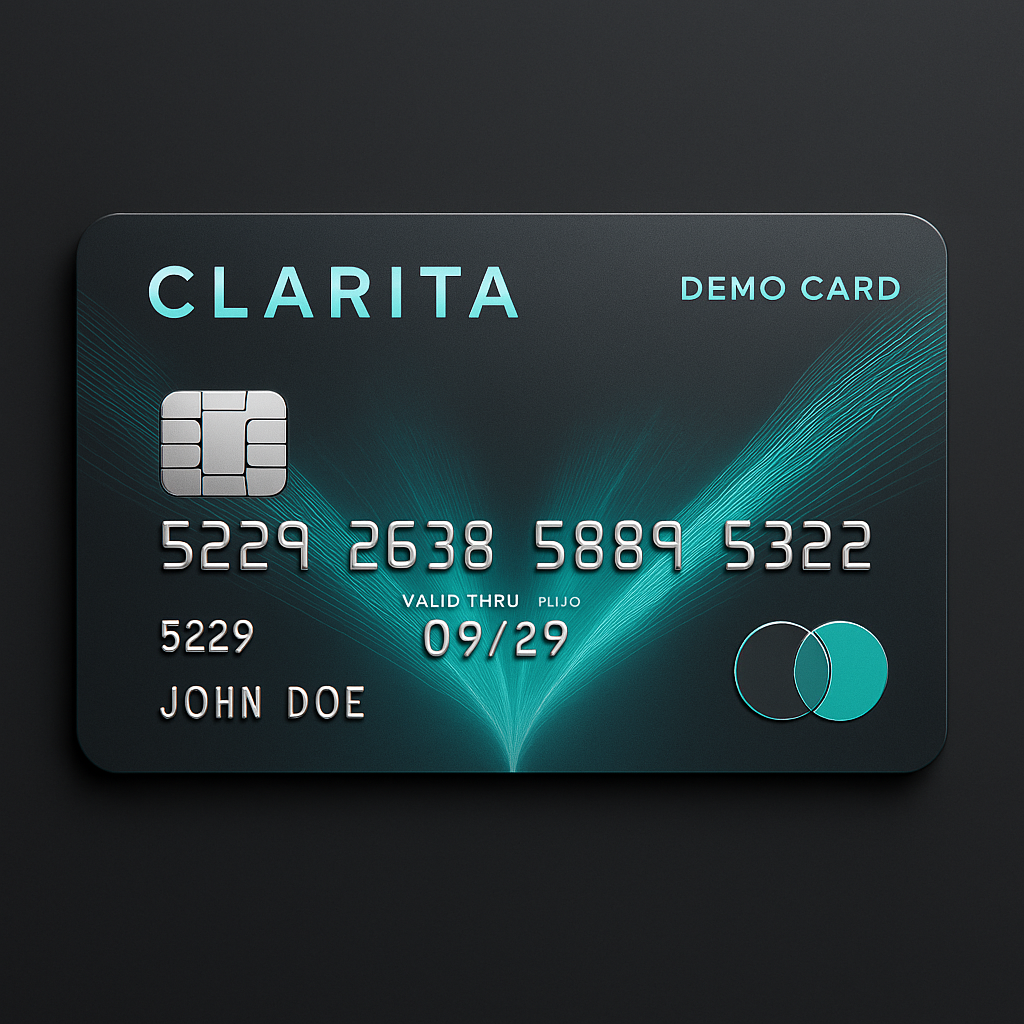 CLARITA
DEMO CARD
5229 2638 5889 5322
VALID THRU PLIJO
5229 09/29
JOHN DOE